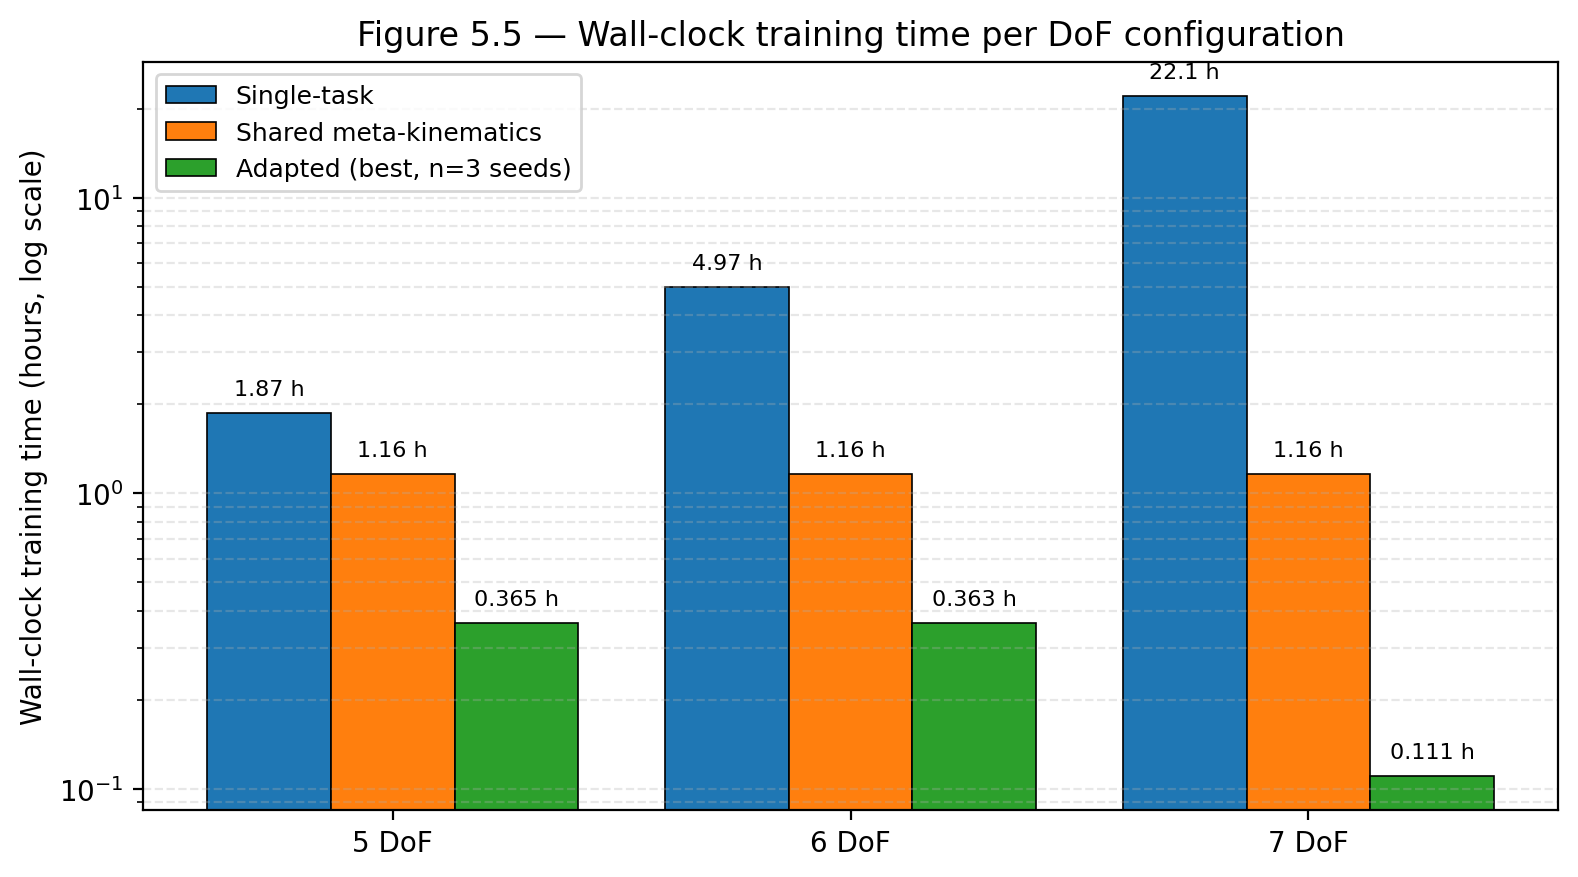 Figure 5.5 — Wall-clock training time per DoF configuration
Single-task
Shared meta-kinematics
Adapted (best, n=3 seeds)
Wall-clock training time (hours, log scale)
10¹
10⁰
10⁻¹
1.87 h
1.16 h
0.365 h
4.97 h
1.16 h
0.363 h
22.1 h
1.16 h
0.111 h
5 DoF
6 DoF
7 DoF